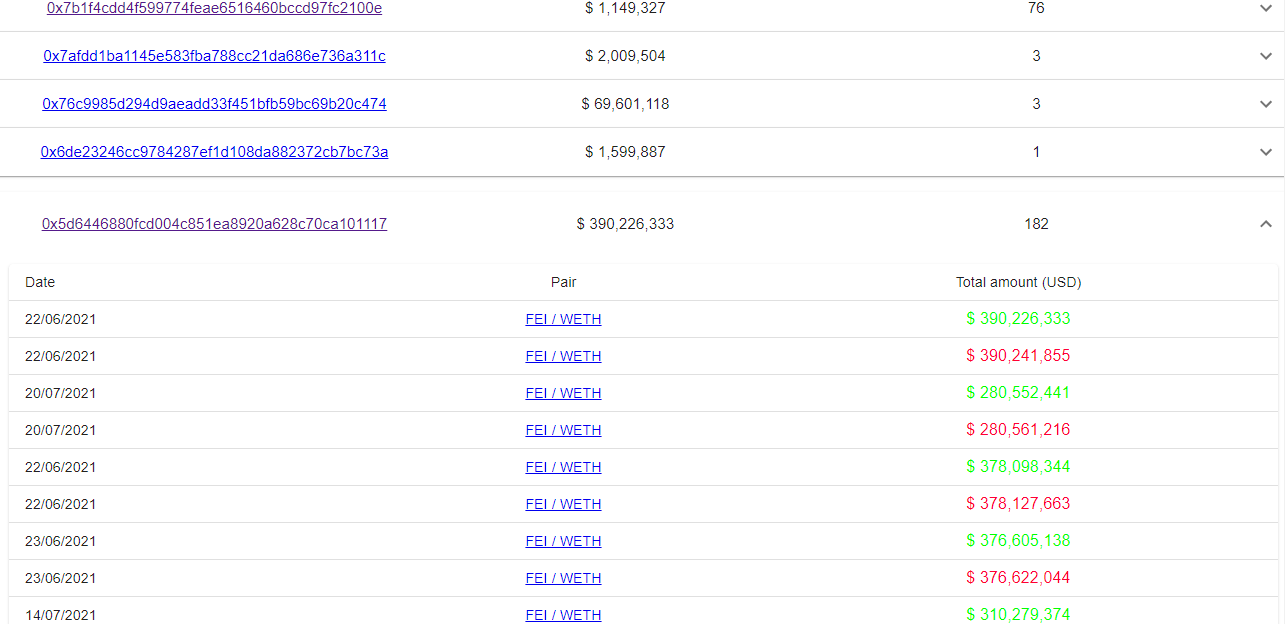 0x7b1f4cdd4f599774feae6516460bccd97fc2100e $ 1,149,327 76
0x7afdd1ba1145e583fba788cc21da686e736a311c $ 2,009,504 3
0x76c9985d294d9aeadd33f451bfb59bc69b20c474 $ 69,601,118 3
0x6de23246cc9784287ef1d108da882372cb7bc73a $ 1,599,887 1
0x5d6446880fcd004c851ea8920a628c70ca101117 $ 390,226,333 182
Date Pair Total amount (USD)
22/06/2021 FEI / WETH $ 390,226,333
22/06/2021 FEI / WETH $ 390,241,855
20/07/2021 FEI / WETH $ 280,552,441
20/07/2021 FEI / WETH $ 280,561,216
22/06/2021 FEI / WETH $ 378,098,344
22/06/2021 FEI / WETH $ 378,127,663
23/06/2021 FEI / WETH $ 376,605,138
23/06/2021 FEI / WETH $ 376,622,044
14/07/2021 FEI / WETH $ 310,279,374